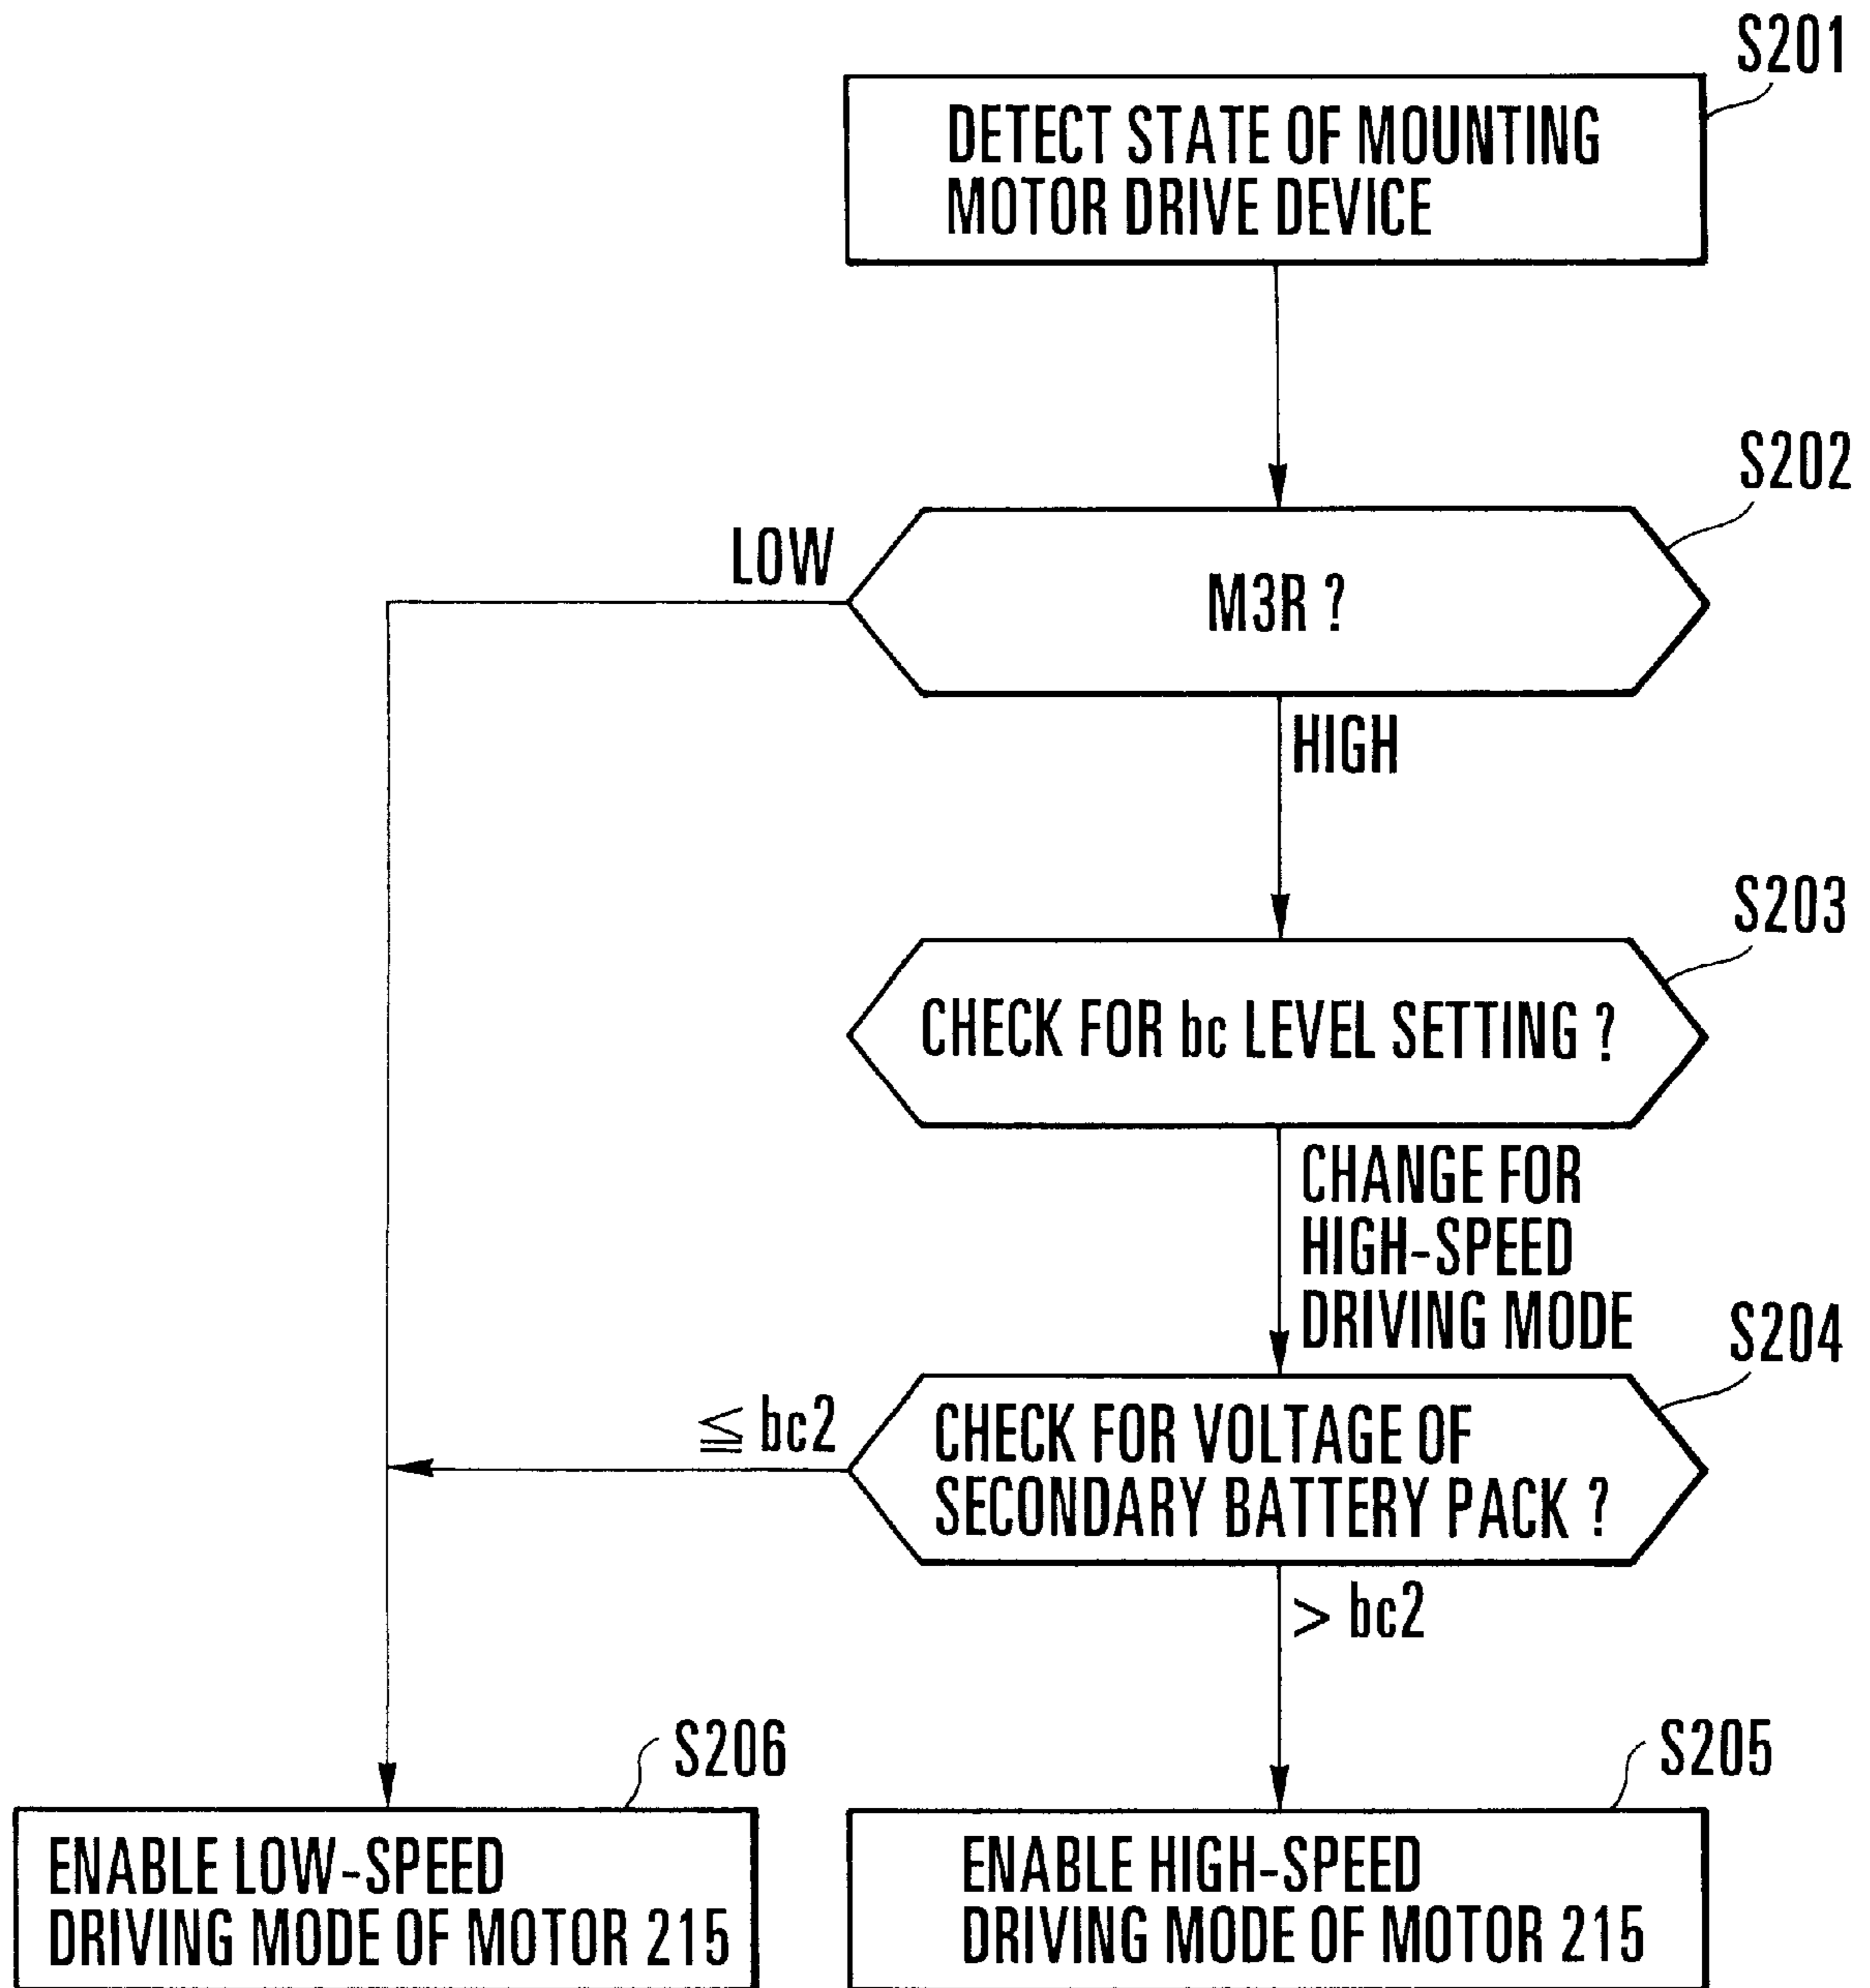 S201
DETECT STATE OF MOUNTING
MOTOR DRIVE DEVICE
S202
LOW
M3R ?
HIGH
S203
CHECK FOR bc LEVEL SETTING ?
CHANGE FOR
HIGH-SPEED
DRIVING MODE
S204
≦ bc2
CHECK FOR VOLTAGE OF
SECONDARY BATTERY PACK ?
> bc2
S206
S205
ENABLE LOW-SPEED
DRIVING MODE OF MOTOR 215
ENABLE HIGH-SPEED
DRIVING MODE OF MOTOR 215